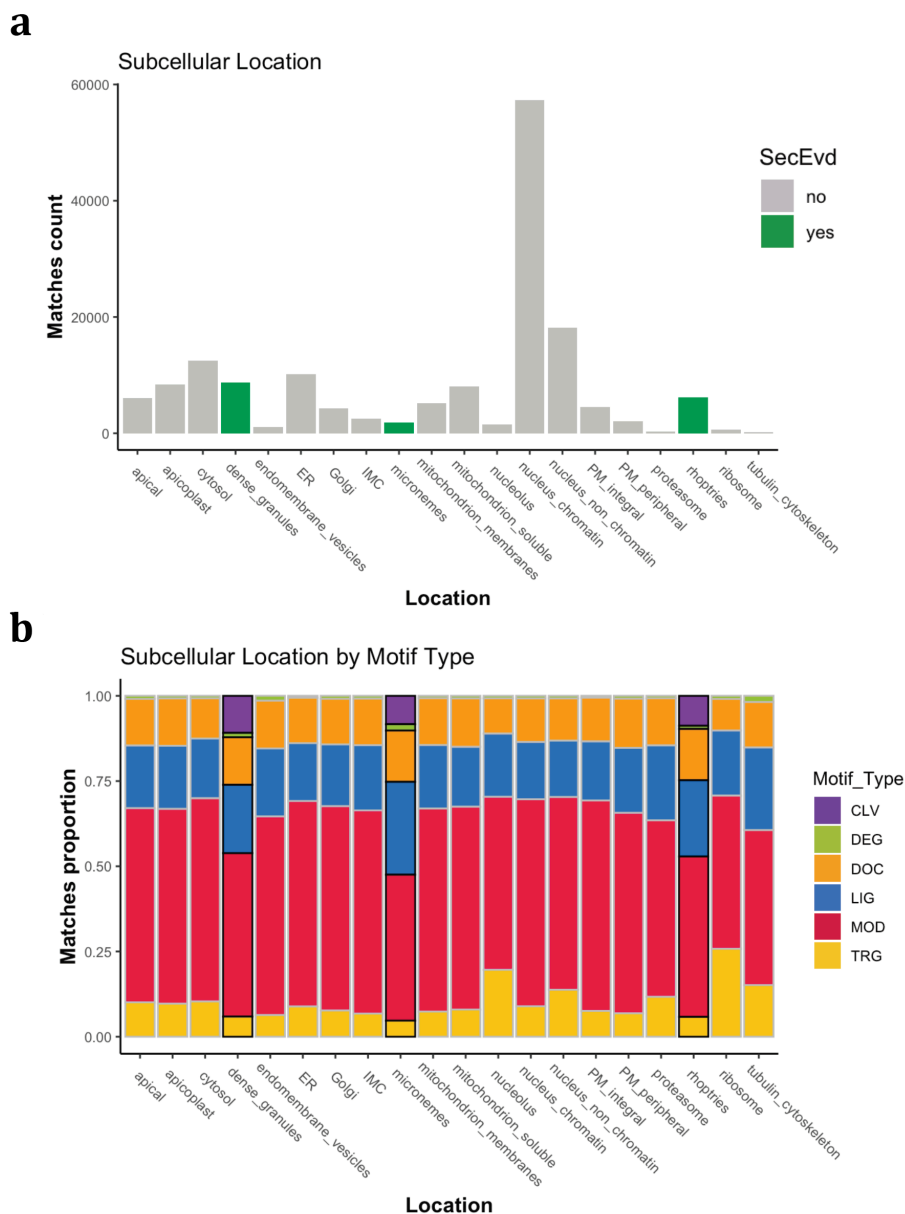 a
Subcellular Location
60000
40000
20000
0
Matches count
SecEvd
no
yes
apical
apicoplast
cytosol
dense_granules
endomembrane_vesicles
ER
Golgi
IMC
micronemes
mitochondrion_membranes
mitochondrion_soluble
nucleolus
nucleus_chromatin
nucleus_non_chromatin
PM_integral
PM_peripheral
proteasome
rhoptries
ribosome
tubulin_cytoskeleton
Location
b
Subcellular Location by Motif Type
1.00
0.75
0.50
0.25
0.00
Matches proportion
Motif_Type
CLV
DEG
DOC
LIG
MOD
TRG
apical
apicoplast
cytosol
dense_granules
endomembrane_vesicles
ER
Golgi
IMC
micronemes
mitochondrion_membranes
mitochondrion_soluble
nucleolus
nucleus_chromatin
nucleus_non_chromatin
PM_integral
PM_peripheral
proteasome
rhoptries
ribosome
tubulin_cytoskeleton
Location